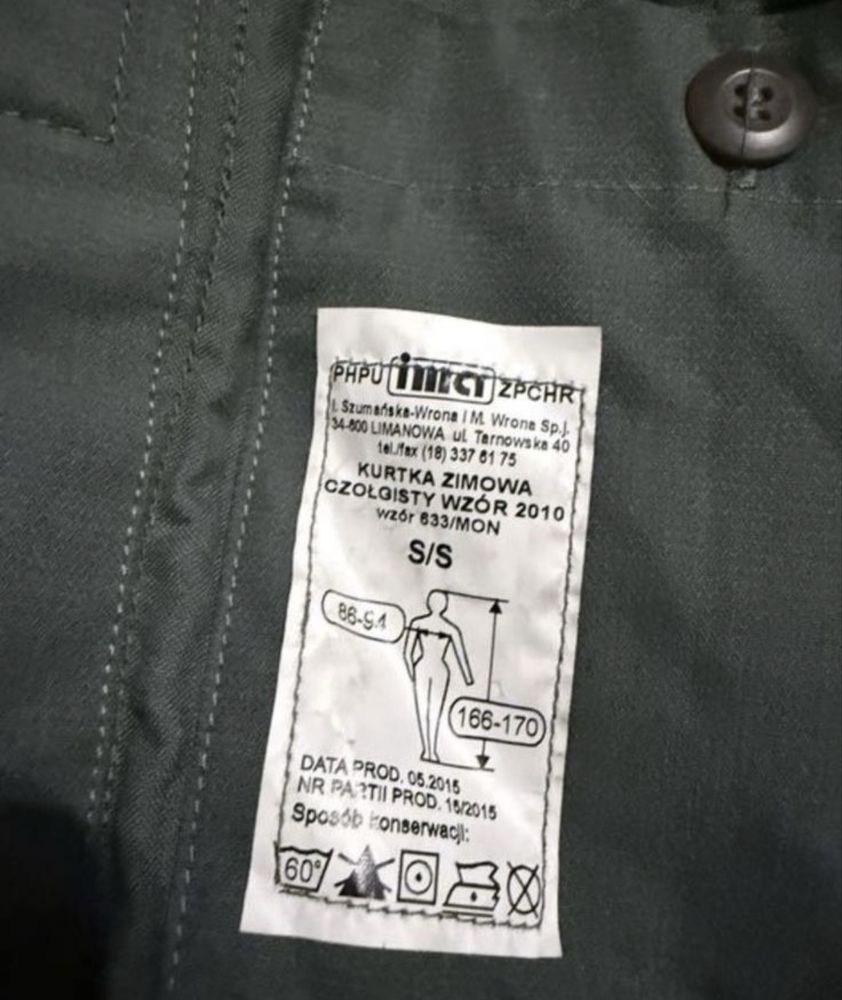 PHPU imci ZPCHR
I. Szumańska-Wrona i M. Wrona Sp.j.
34-600 LIMANOWA ul. Tarnowska 40
tel./fax (18) 337 61 75
KURTKA ZIMOWA
CZOŁGISTY WZÓR 2010
wzór 633/MON
S/S
86-94
166-170
DATA PROD. 05.2015
NR PARTII PROD. 15/2015
Sposób konserwacji:
60°